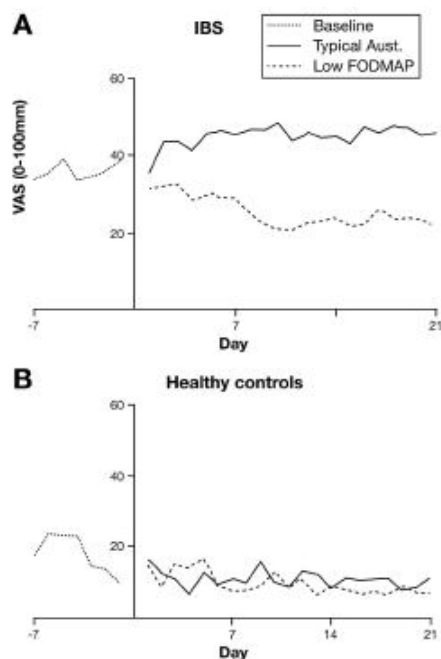 A
IBS
Baseline
Typical Aust.
Low FODMAP
VAS (0-100mm)
60
40
20
-7
7
21
Day
B
Healthy controls
60
40
20
-7
7
14
21
Day